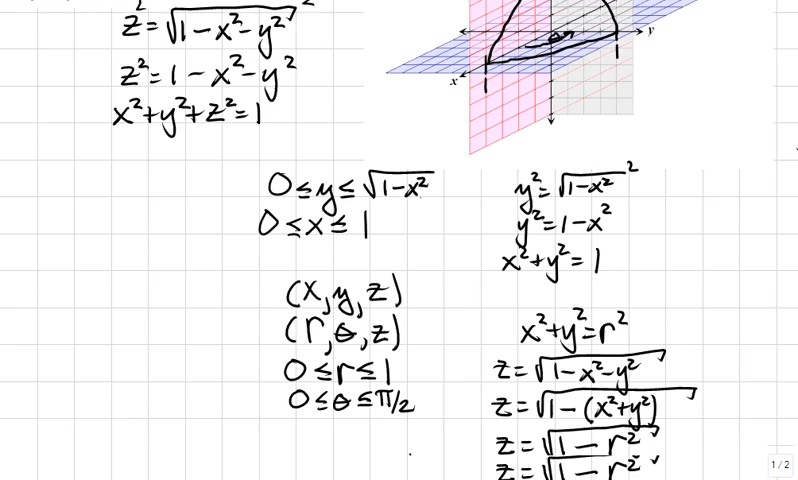 z² = √(1 - x² - y²)²
z² = 1 - x² - y²
x² + y² + z² = 1
y
x
1
1
θ
0 ≤ y ≤ √(1-x²)
0 ≤ x ≤ 1
(x, y, z)
(r, θ, z)
0 ≤ r ≤ 1
0 ≤ θ ≤ π/2
y² = √(1-x²)²
y² = 1 - x²
x² + y² = 1
x² + y² = r²
z = √(1 - x² - y²)
z = √(1 - (x² + y²))
z = √(1 - r²)
z = √(1 - r²)
1 / 2